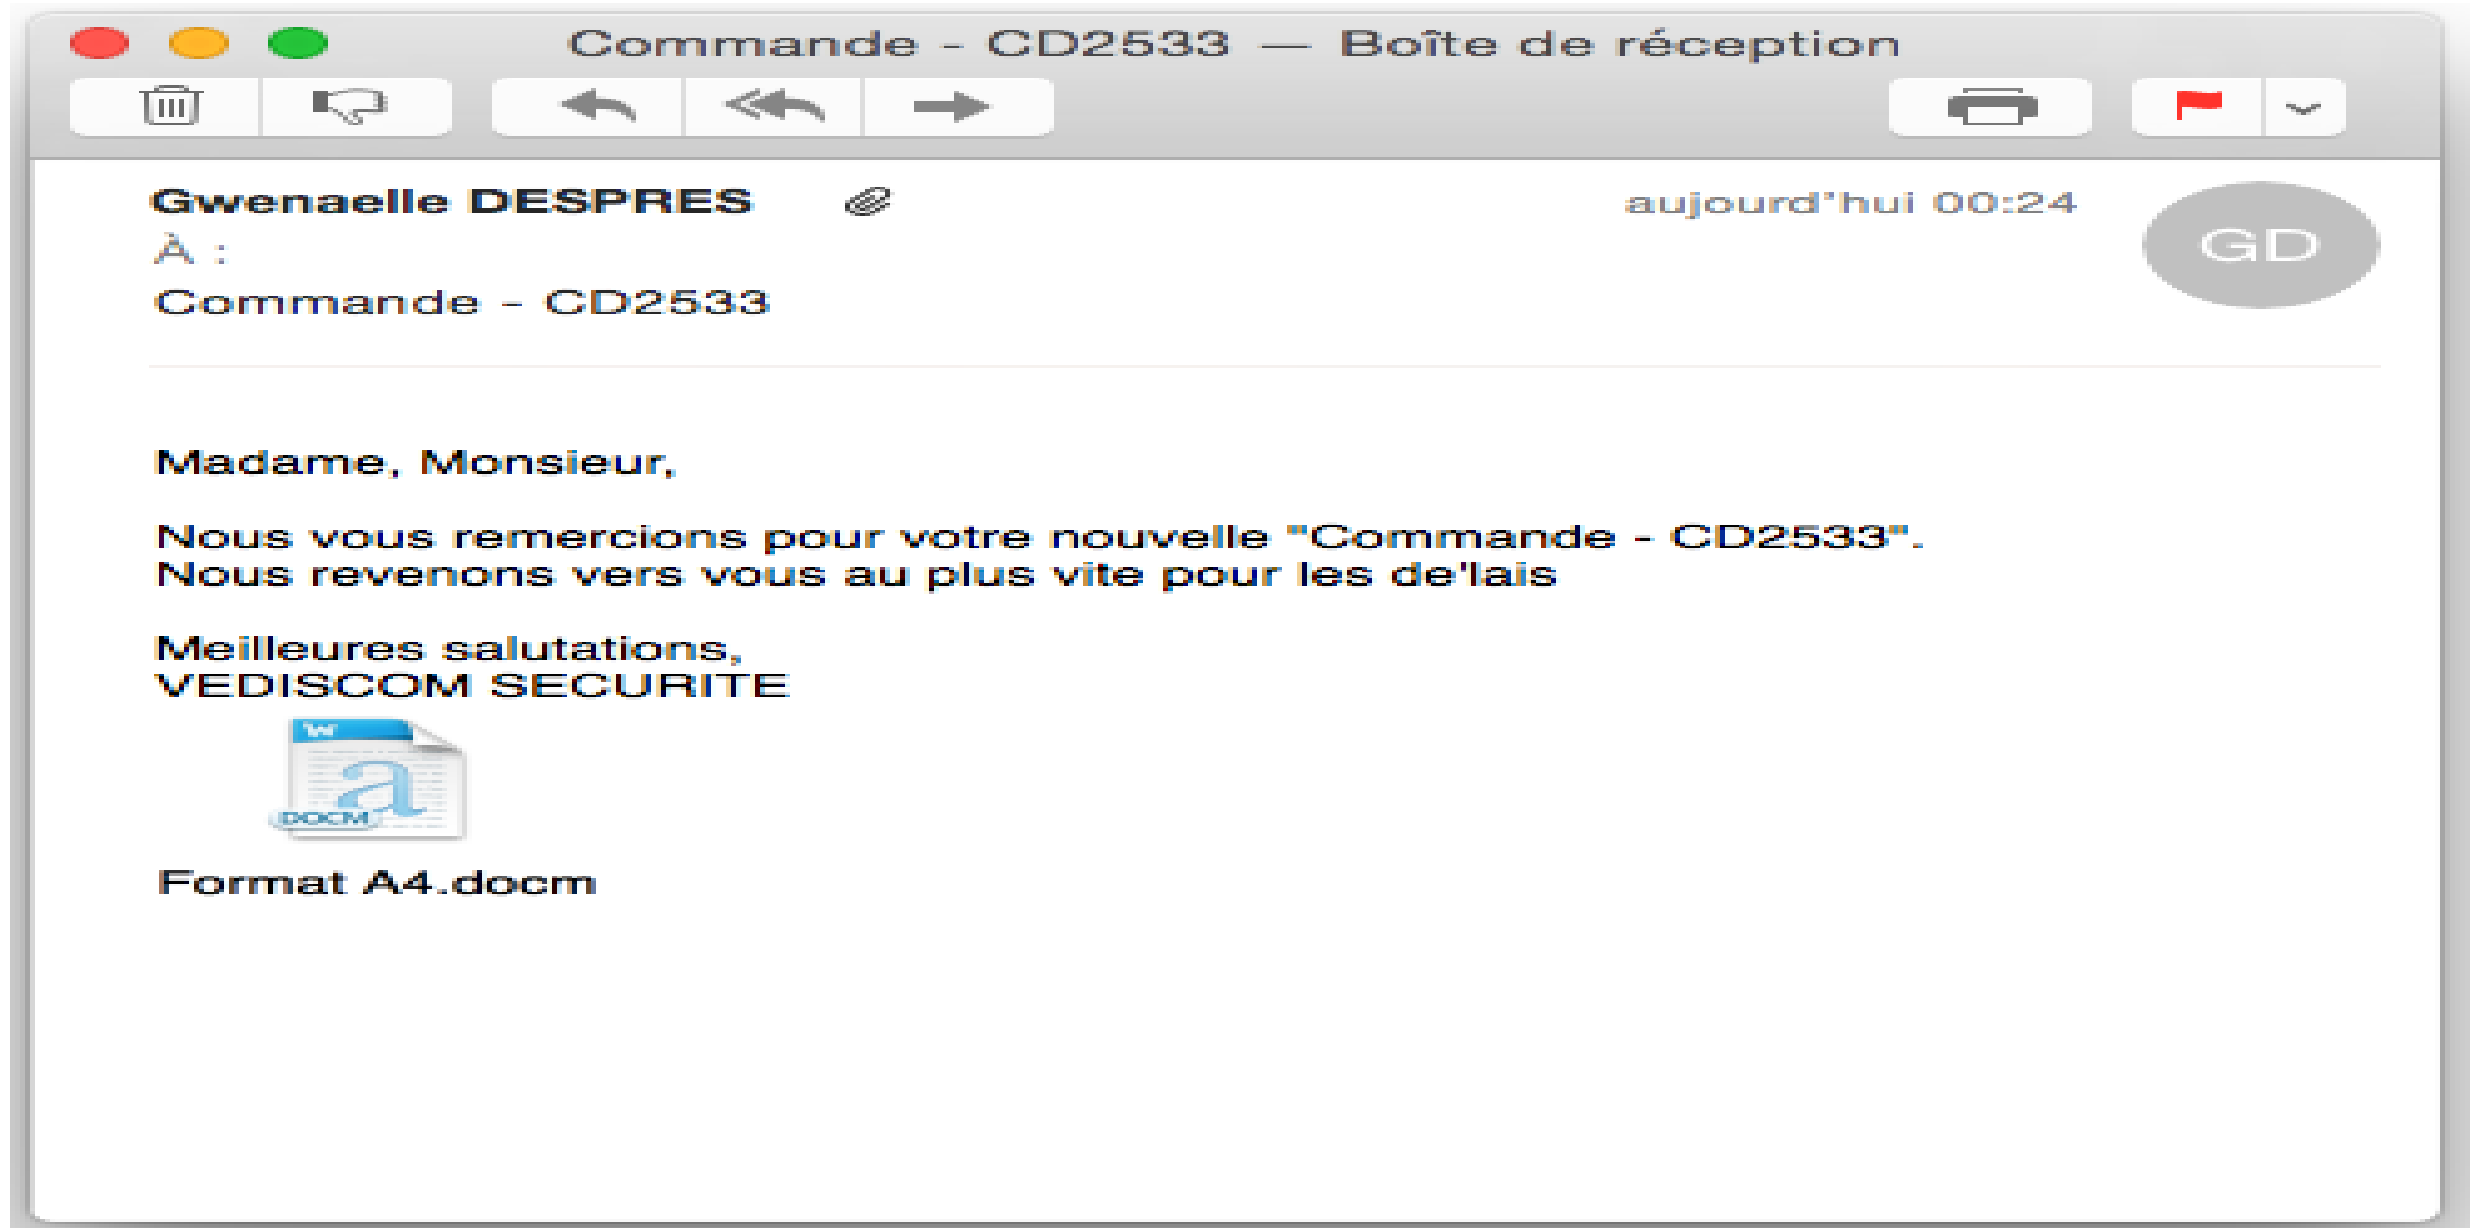 Commande - CD2533 — Boîte de réception
Gwenaelle DESPRES
aujourd'hui 00:24
GD
À :
Commande - CD2533
Madame, Monsieur,
Nous vous remercions pour votre nouvelle "Commande - CD2533".
Nous revenons vers vous au plus vite pour les de'lais
Meilleures salutations,
VEDISCOM SECURITE
W
a
DOCM
Format A4.docm